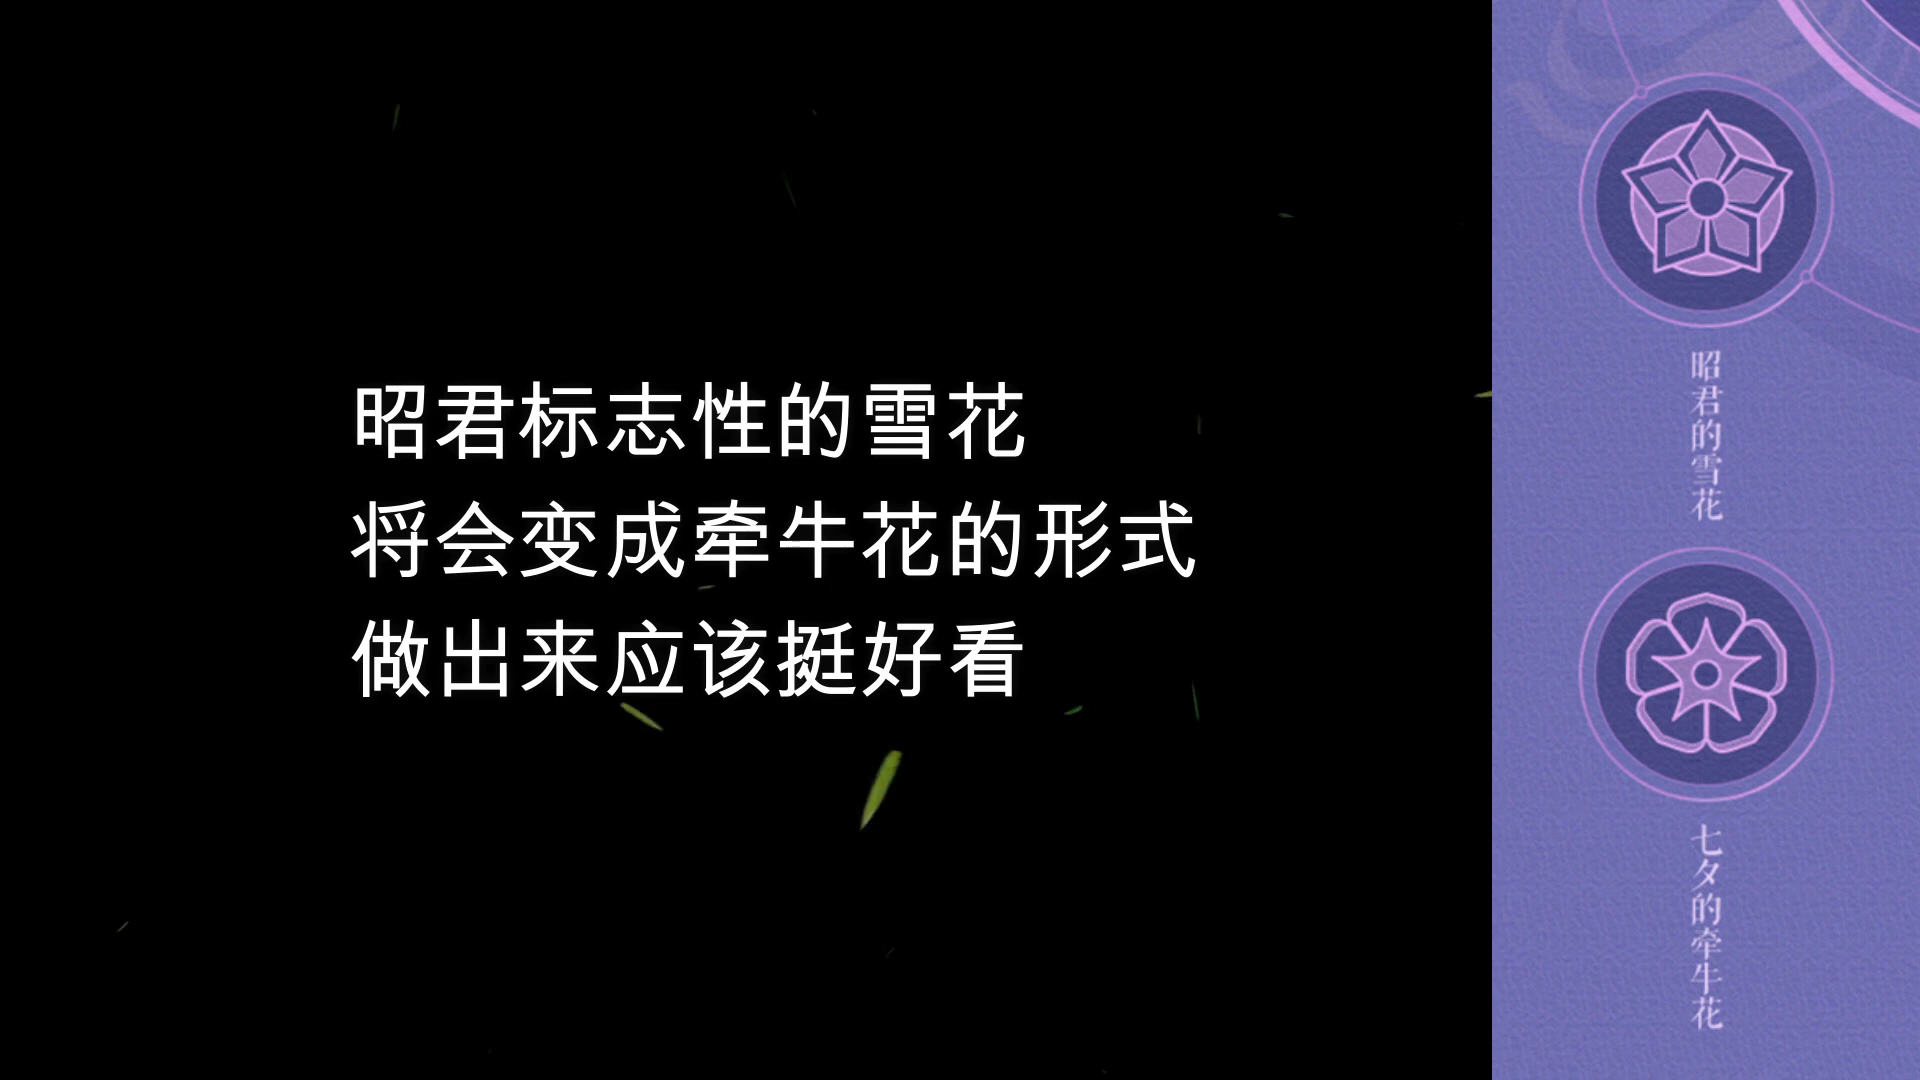 昭君标志性的雪花
将会变成牵牛花的形式
做出来应该挺好看
昭君的雪花
七夕的牵牛花